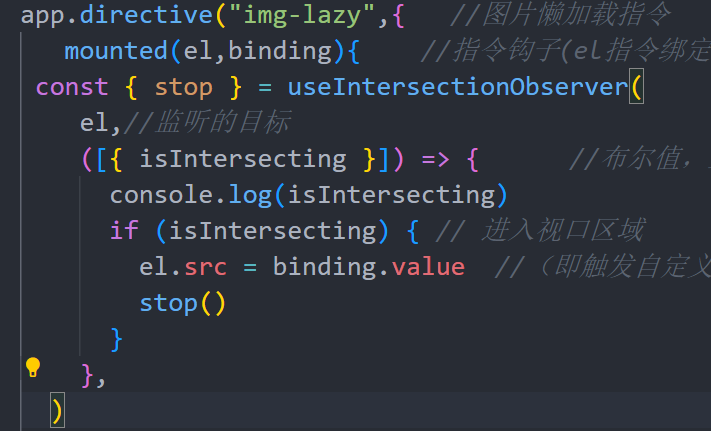 app.directive("img-lazy",{   //图片懒加载指令
mounted(el,binding){    //指令钩子(el指令绑定
const { stop } = useIntersectionObserver(
el,//监听的目标
([{ isIntersecting }]) => {      //布尔值，
console.log(isIntersecting)
if (isIntersecting) { // 进入视口区域
el.src = binding.value  //（即触发自定义
stop()
}
},
)